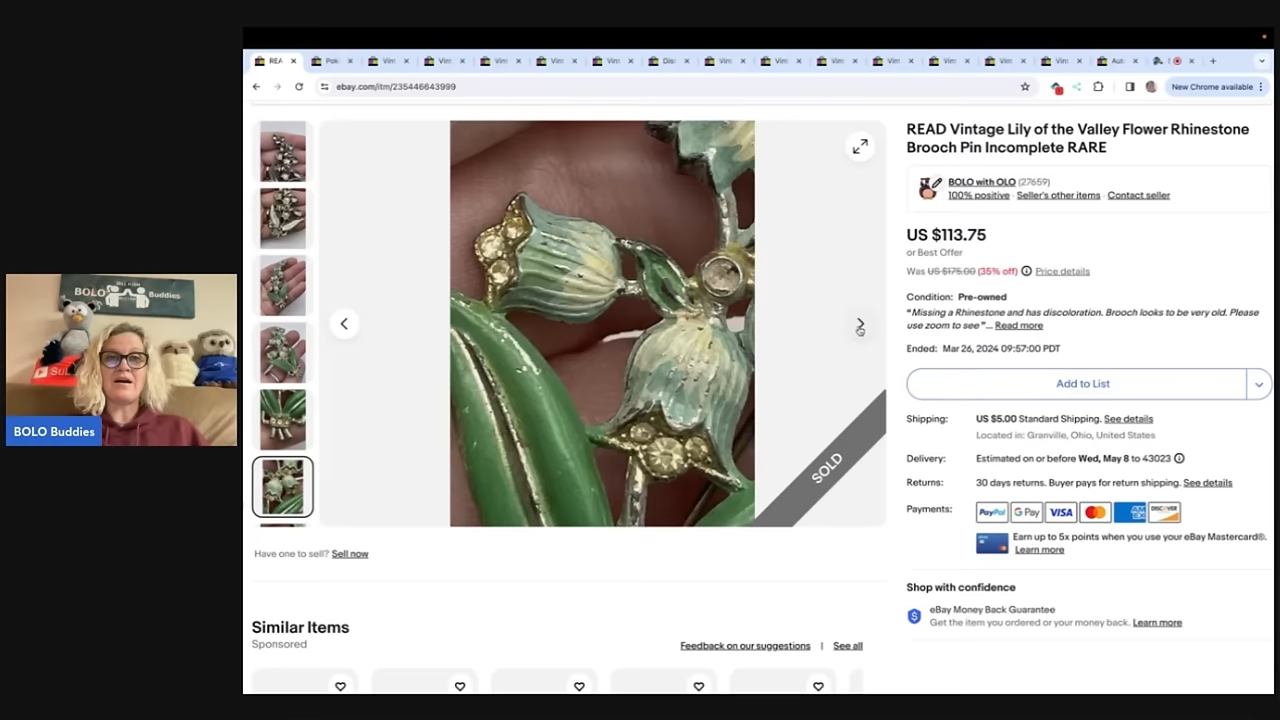 REA
ebay.com/itm/235446643999
New Chrome available
READ Vintage Lily of the Valley Flower Rhinestone
Brooch Pin Incomplete RARE
BOLO with OLO (27659)
100% positive · Seller's other items · Contact seller
US $113.75
or Best Offer
Was US $175.00 (35% off) Price details
Condition: Pre-owned
"Missing a Rhinestone and has discoloration. Brooch looks to be very old. Please
use zoom to see"... Read more
Ended: Mar 26, 2024 09:57:00 PDT
Add to List
Shipping: US $5.00 Standard Shipping. See details
Located in: Granville, Ohio, United States
Delivery: Estimated on or before Wed, May 8 to 43023
Returns: 30 days returns. Buyer pays for return shipping. See details
Payments: PayPal G Pay VISA DISCOVER
Earn up to 5x points when you use your eBay Mastercard®.
Learn more
Shop with confidence
eBay Money Back Guarantee
Get the item you ordered or your money back. Learn more
SOLD
Have one to sell? Sell now
Similar Items
Sponsored
Feedback on our suggestions | See all
BOLO Buddies
BOLO Buddies